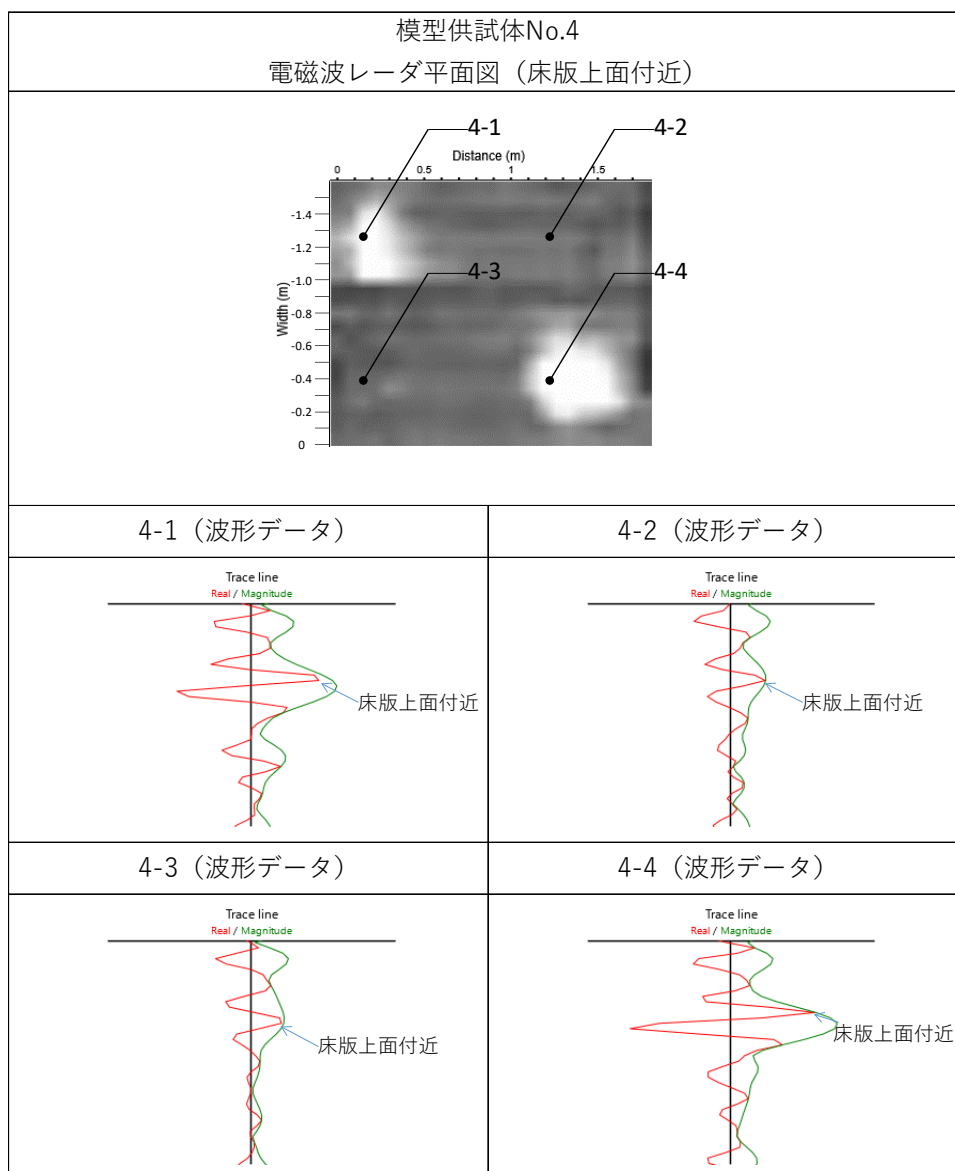 模型供試体No.4
電磁波レーダ平面図（床版上面付近）
4-1
4-2
Distance (m)
0 0.5 1 1.5
-1.4
-1.2
4-3
4-4
-1.0
Width (m)
-0.8
-0.6
-0.4
-0.2
0
4-1（波形データ）
4-2（波形データ）
Trace line
Real / Magnitude
床版上面付近
Trace line
Real / Magnitude
床版上面付近
4-3（波形データ）
4-4（波形データ）
Trace line
Real / Magnitude
床版上面付近
Trace line
Real / Magnitude
床版上面付近